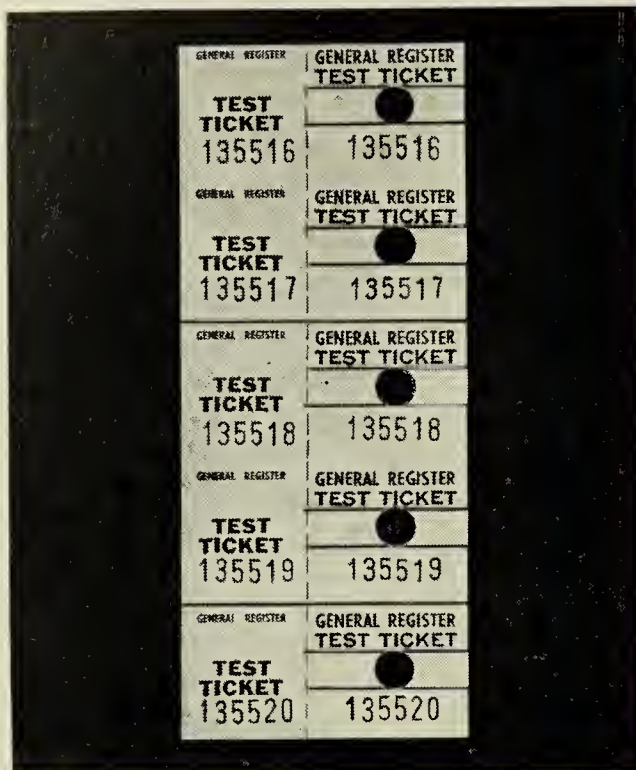 GENERAL REGISTER
TEST
TICKET
135516
GENERAL REGISTER
TEST TICKET
135516
GENERAL REGISTER
TEST
TICKET
135517
GENERAL REGISTER
TEST TICKET
135517
GENERAL REGISTER
TEST
TICKET
135518
GENERAL REGISTER
TEST TICKET
135518
GENERAL REGISTER
TEST
TICKET
135519
GENERAL REGISTER
TEST TICKET
135519
GENERAL REGISTER
TEST
TICKET
135520
GENERAL REGISTER
TEST TICKET
135520